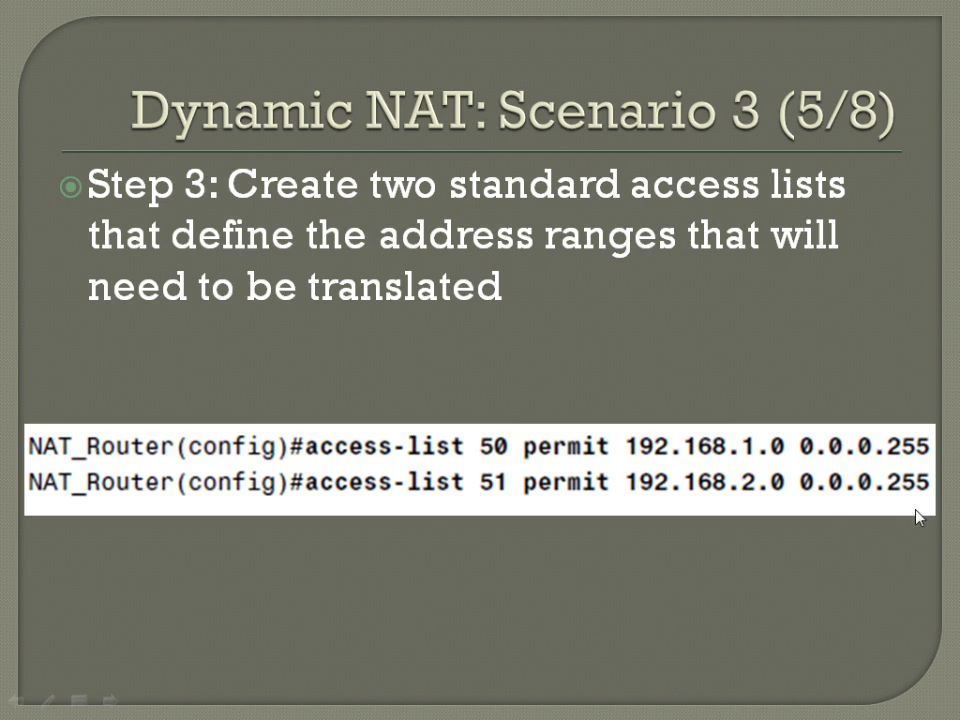 Dynamic NAT: Scenario 3 (5/8)
Step 3: Create two standard access lists
that define the address ranges that will
need to be translated
NAT_Router(config)#access-list 50 permit 192.168.1.0 0.0.0.255
NAT_Router(config)#access-list 51 permit 192.168.2.0 0.0.0.255